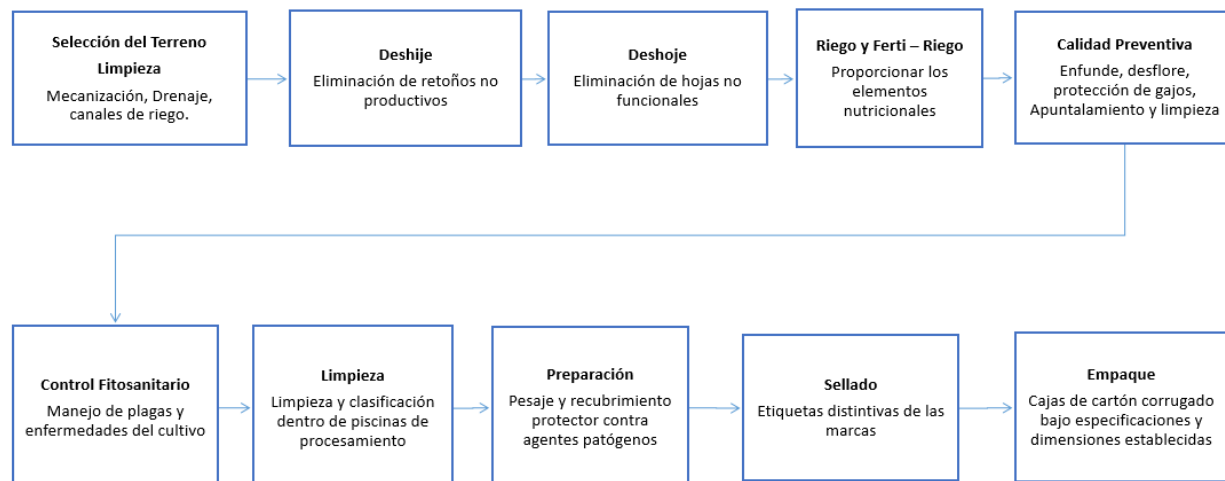 Selección del Terreno
Limpieza
Mecanización, Drenaje,
canales de riego.
Deshije
Eliminación de retoños no
productivos
Deshoje
Eliminación de hojas no
funcionales
Riego y Ferti – Riego
Proporcionar los
elementos
nutricionales
Calidad Preventiva
Enfunde, desflore,
protección de gajos,
Apuntalamiento y limpieza
Control Fitosanitario
Manejo de plagas y
enfermedades del cultivo
Limpieza
Limpieza y clasificación
dentro de piscinas de
procesamiento
Preparación
Pesaje y recubrimiento
protector contra
agentes patógenos
Sellado
Etiquetas distintivas de las
marcas
Empaque
Cajas de cartón corrugado
bajo especificaciones y
dimensiones establecidas